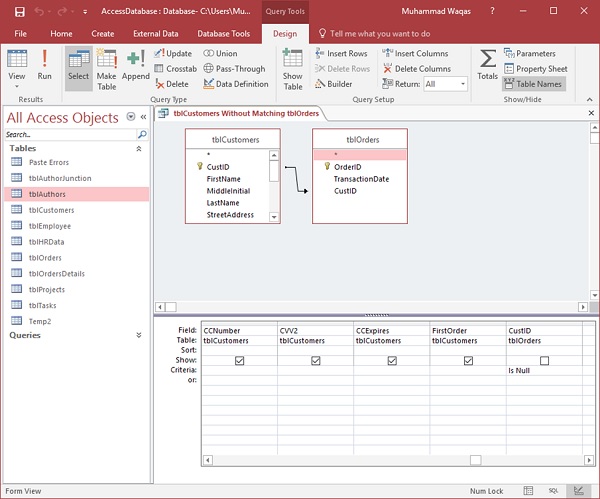 AccessDatabase : Database- C:\Users\Mu... Query Tools Muhammad Waqas
File Home Create External Data Database Tools Design Tell me what you want to do
View Run Select Make Table Append Update Crosstab Delete Union Pass-Through Data Definition Show Table Insert Rows Delete Rows Builder Insert Columns Delete Columns Return: All Totals Parameters Property Sheet Table Names
Results Query Type Query Setup Show/Hide
All Access Objects
Search...
Tables
Paste Errors
tblAuthorJunction
tblAuthors
tblCustomers
tblEmployee
tblHRData
tblOrders
tblOrdersDetails
tblProjects
tblTasks
Temp2
Queries
tblCustomers Without Matching tblOrders
tblCustomers
*
CustID
FirstName
MiddleInitial
LastName
StreetAddress
tblOrders
*
OrderID
TransactionDate
CustID
Field: CCNumber CVV2 CCExpires FirstOrder CustID
Table: tblCustomers tblCustomers tblCustomers tblCustomers tblOrders
Sort:
Show:
Criteria: Is Null
or:
Form View Num Lock SQL